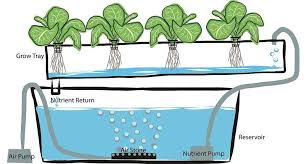 Grow Tray
Nutrient Return
Reservoir
Air Stone
Air Pump
Nutrient Pump